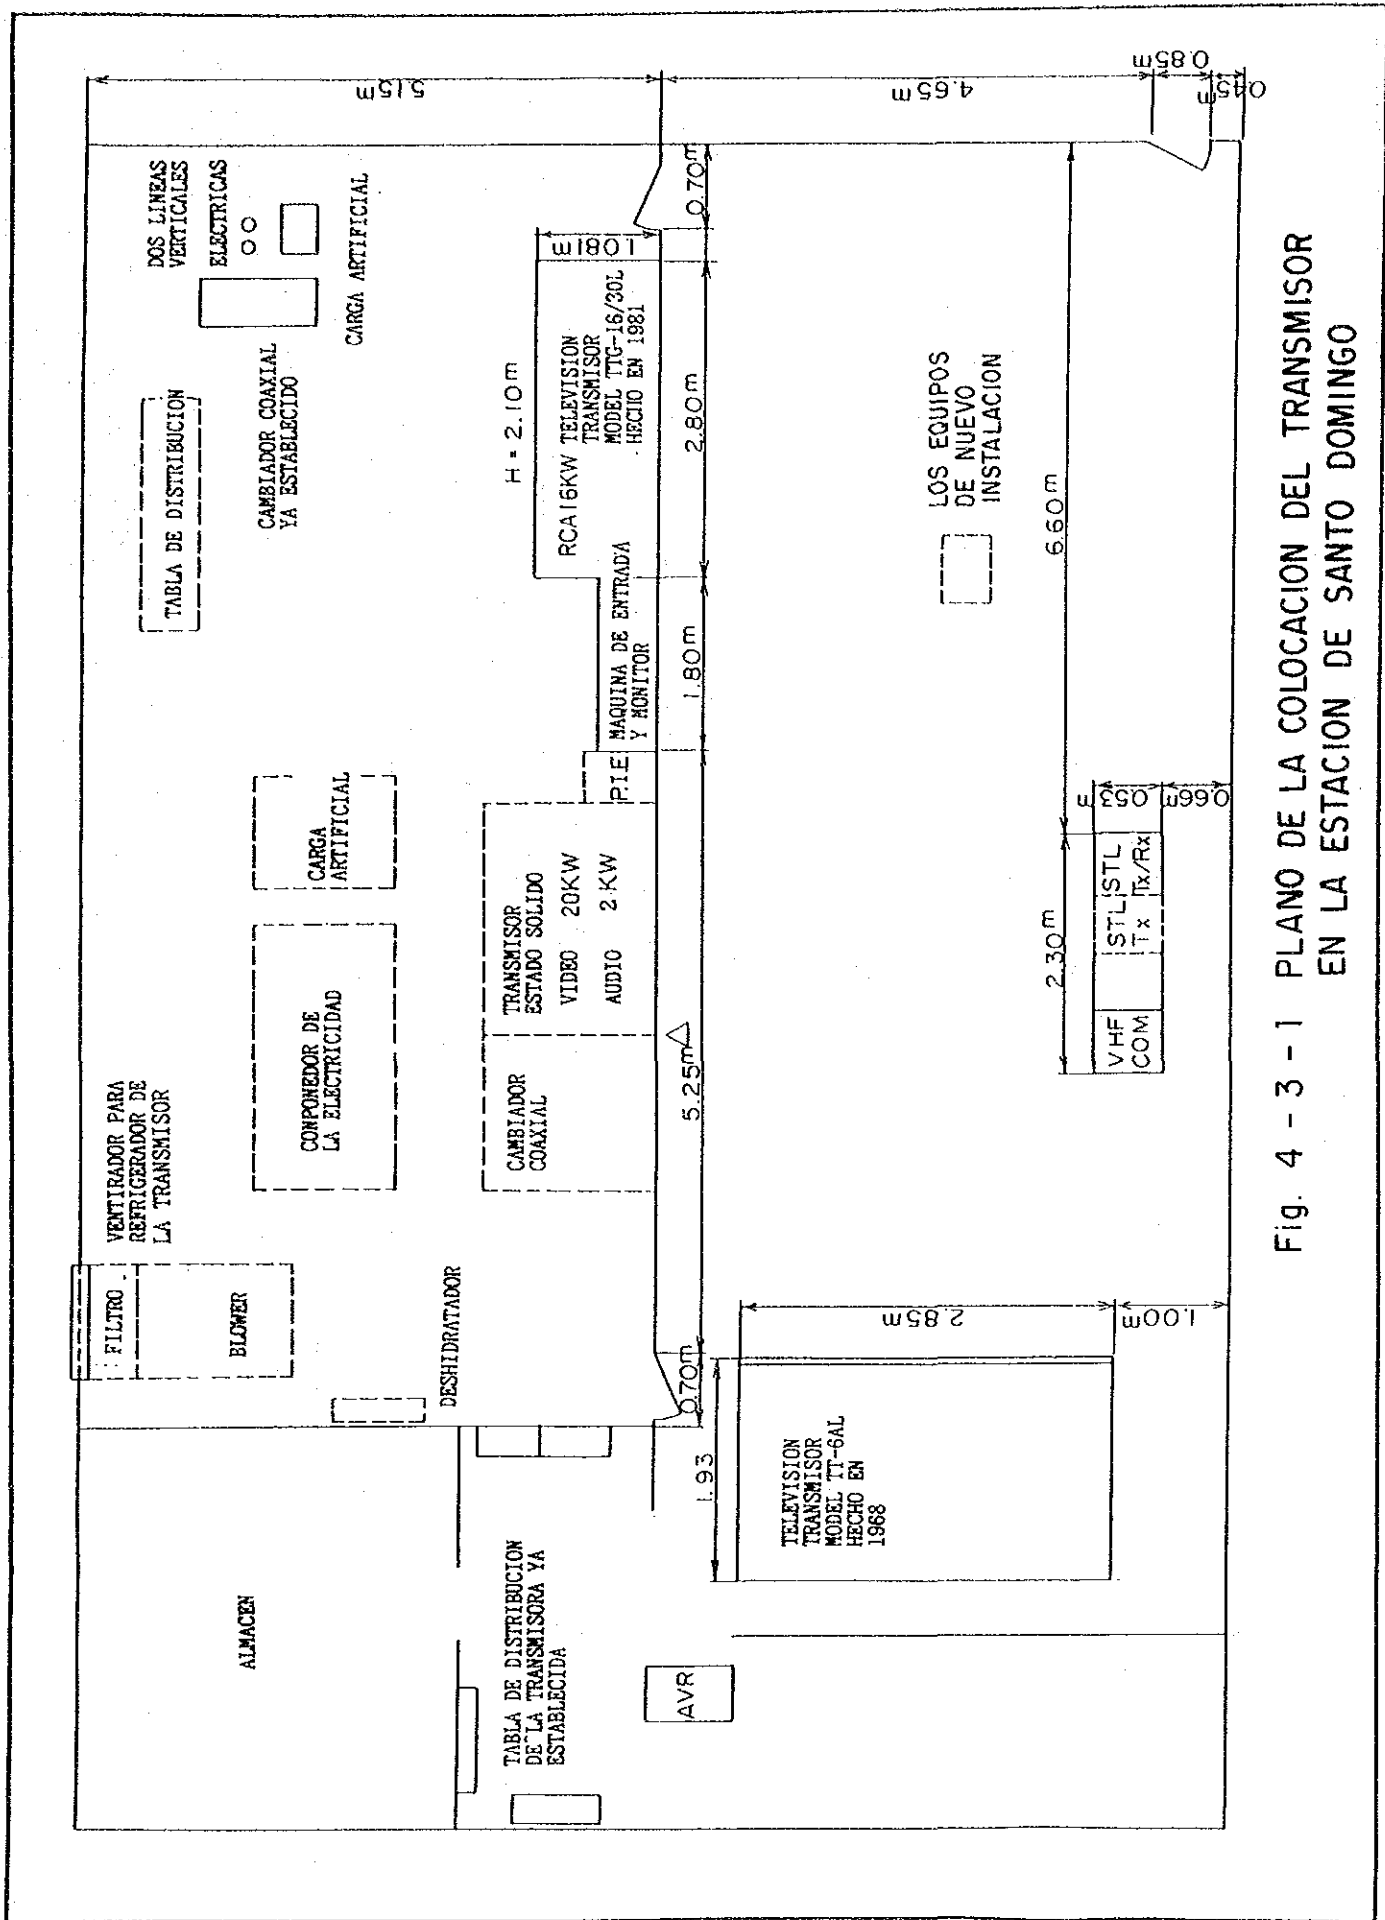 5.15m
4.65m
0.85m
0.45m
DOS LINEAS
VERTICALES
ELECTRICAS
CARGA ARTIFICIAL
CAMBIADOR COAXIAL
YA ESTABLECIDO
TABLA DE DISTRIBUCION
0.70m
1.081m
H = 2.10m
RCA16KW TELEVISION
TRANSMISOR
MODEL TTG-16/30L
HECHO EN 1981
2.80m
MAQUINA DE ENTRADA
Y MONITOR
1.80m
P.I.E
LOS EQUIPOS
DE NUEVO
INSTALACION
6.60m
CARGA
ARTIFICIAL
CONPONEDOR DE
LA ELECTRICIDAD
TRANSMISOR
ESTADO SOLIDO
VIDEO 20KW
AUDIO 2 KW
CAMBIADOR
COAXIAL
5.25m
VENTIRADOR PARA
REFRIGERADOR DE
LA TRANSMISOR
FILTRO
BLOWER
DESHIDRATADOR
0.70m
0.53m
0.66m
2.30m
VHF
COM
STL
Tx
STL
Tx/Rx
2.85m
1.00m
1.93
TELEVISION
TRANSMISOR
MODEL TT-6AL
HECHO EN
1968
ALMACEN
TABLA DE DISTRIBUCION
DE LA TRANSMISORA YA
ESTABLECIDA
AVR
Fig. 4 - 3 - 1 PLANO DE LA COLOCACION DEL TRANSMISOR
EN LA ESTACION DE SANTO DOMINGO